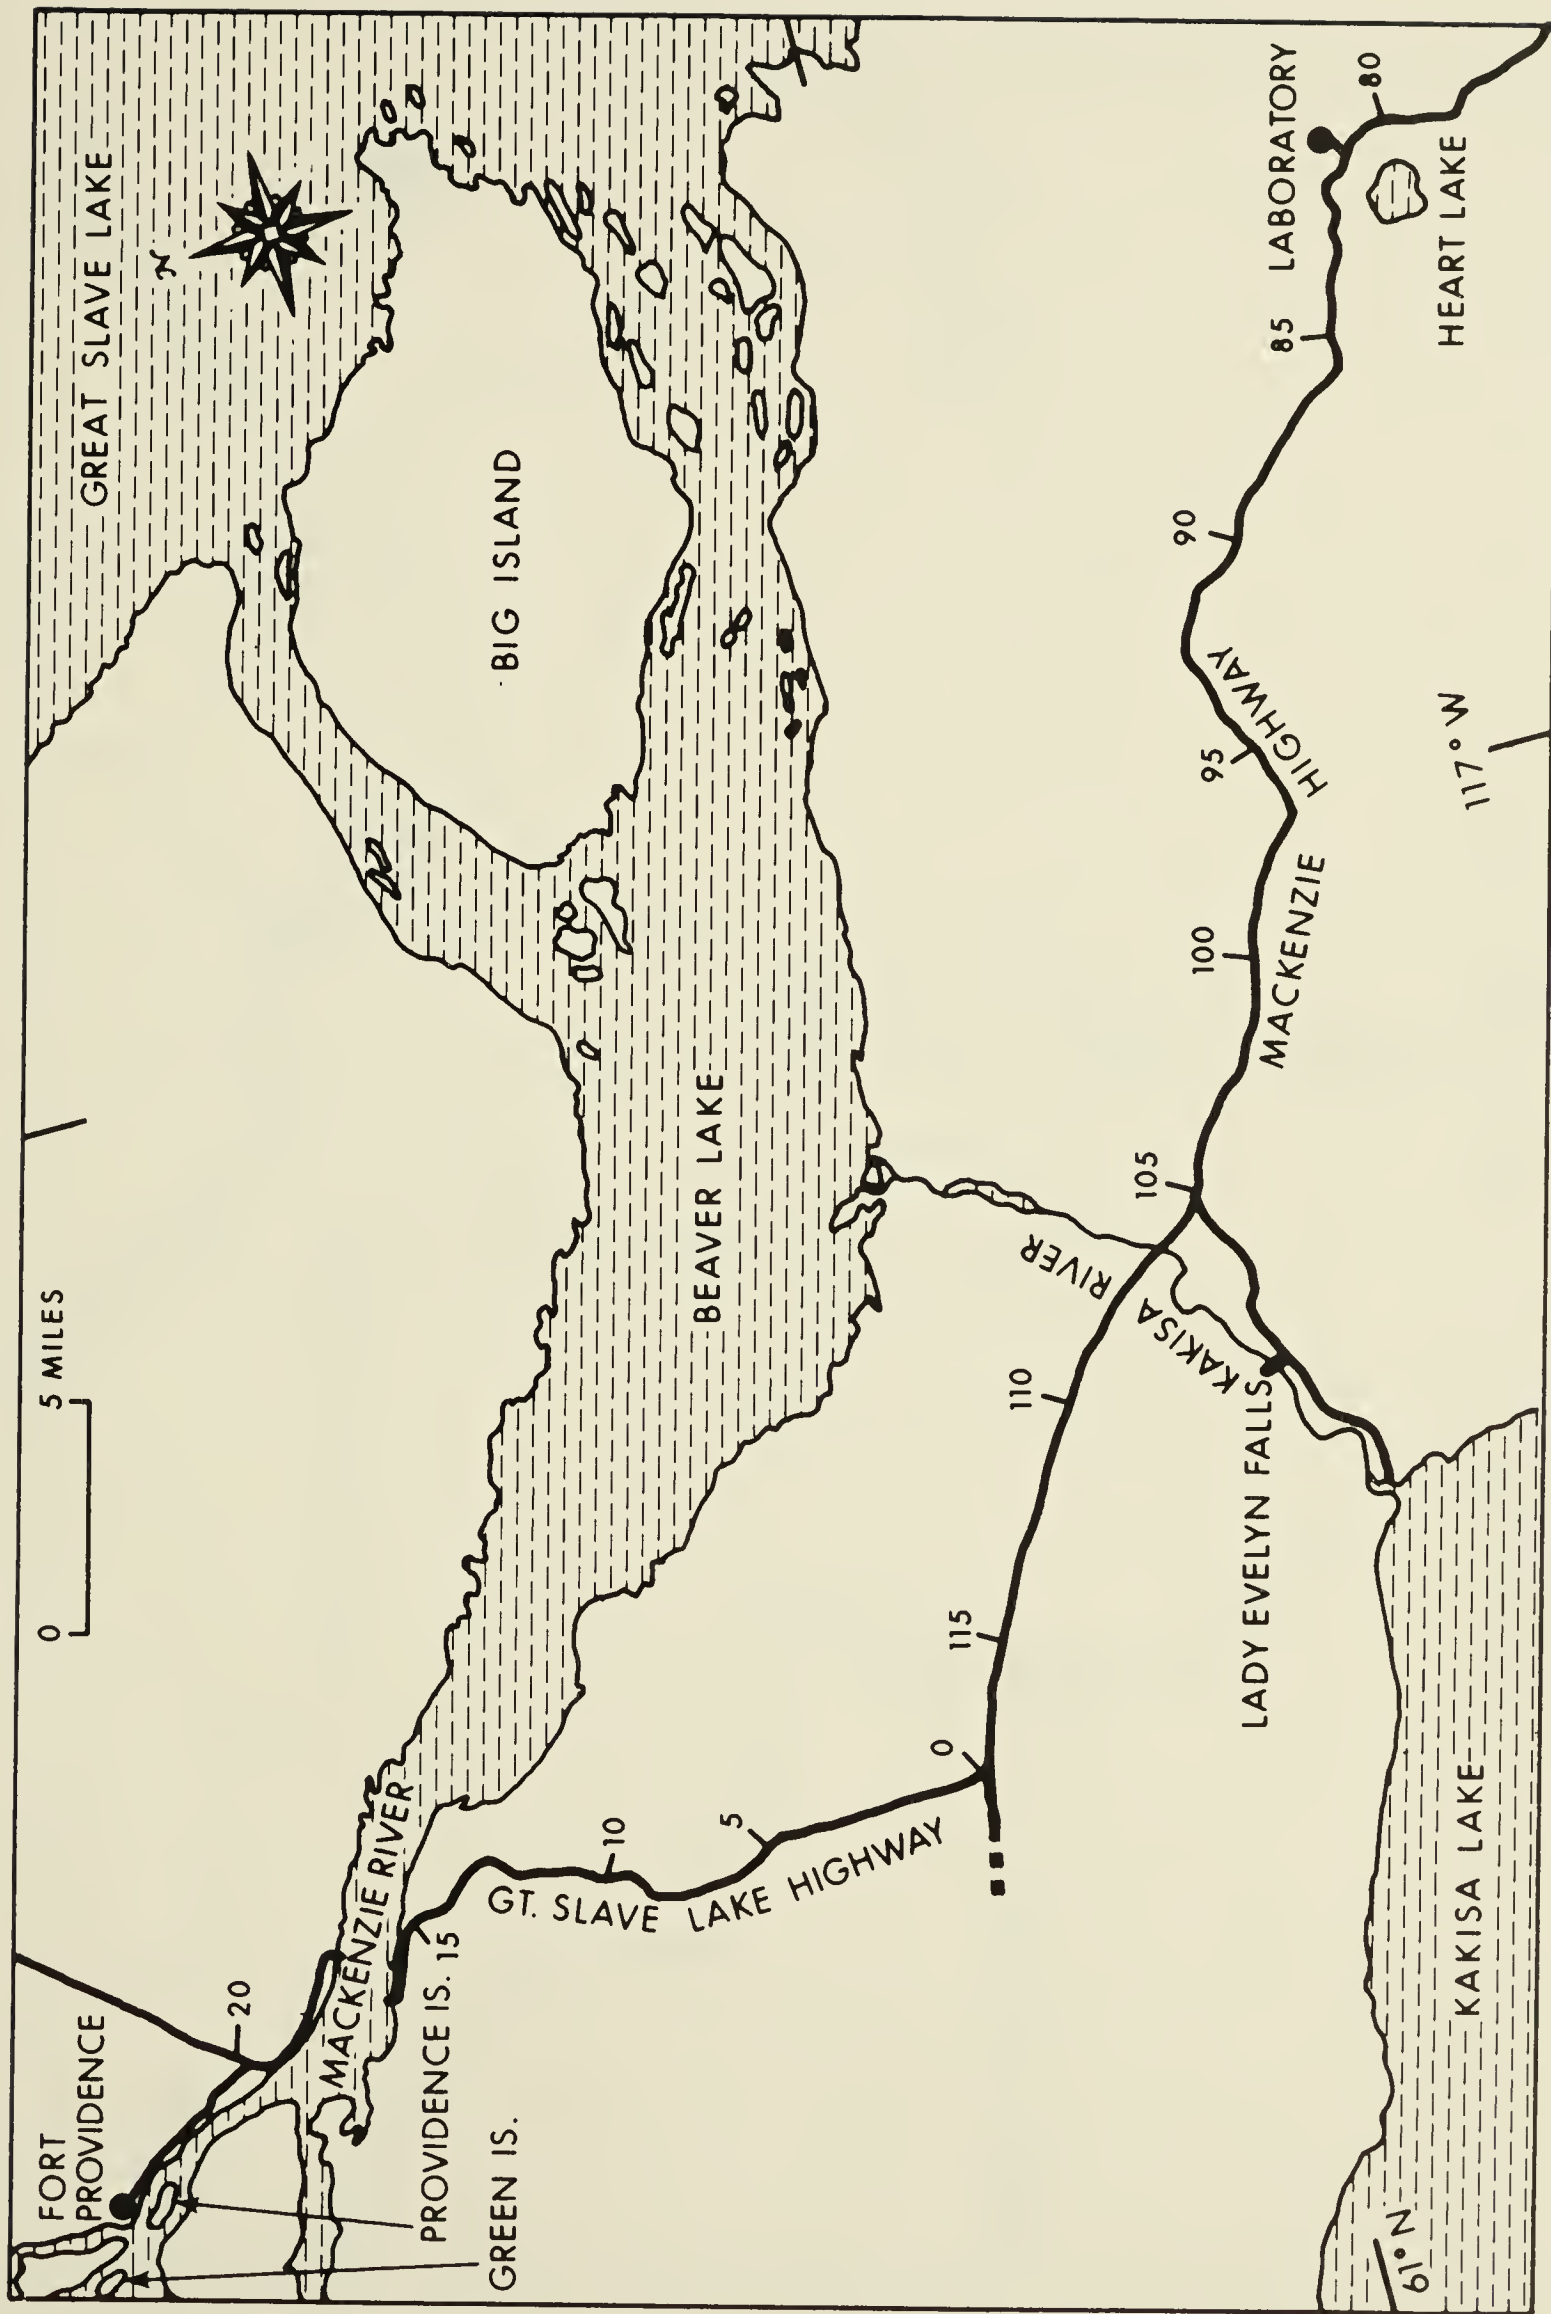 FORT
PROVIDENCE
0
5 MILES
GREAT SLAVE LAKE
N
20
MACKENZIE RIVER
PROVIDENCE IS.
15
GREEN IS.
GT. SLAVE LAKE HIGHWAY
10
5
0
BEAVER LAKE
BIG ISLAND
115
110
RIVER
KAKISA
105
100
95
90
85
LABORATORY
80
MACKENZIE
HIGHWAY
LADY EVELYN FALLS
HEART LAKE
KAKISA LAKE
61° N
117° W